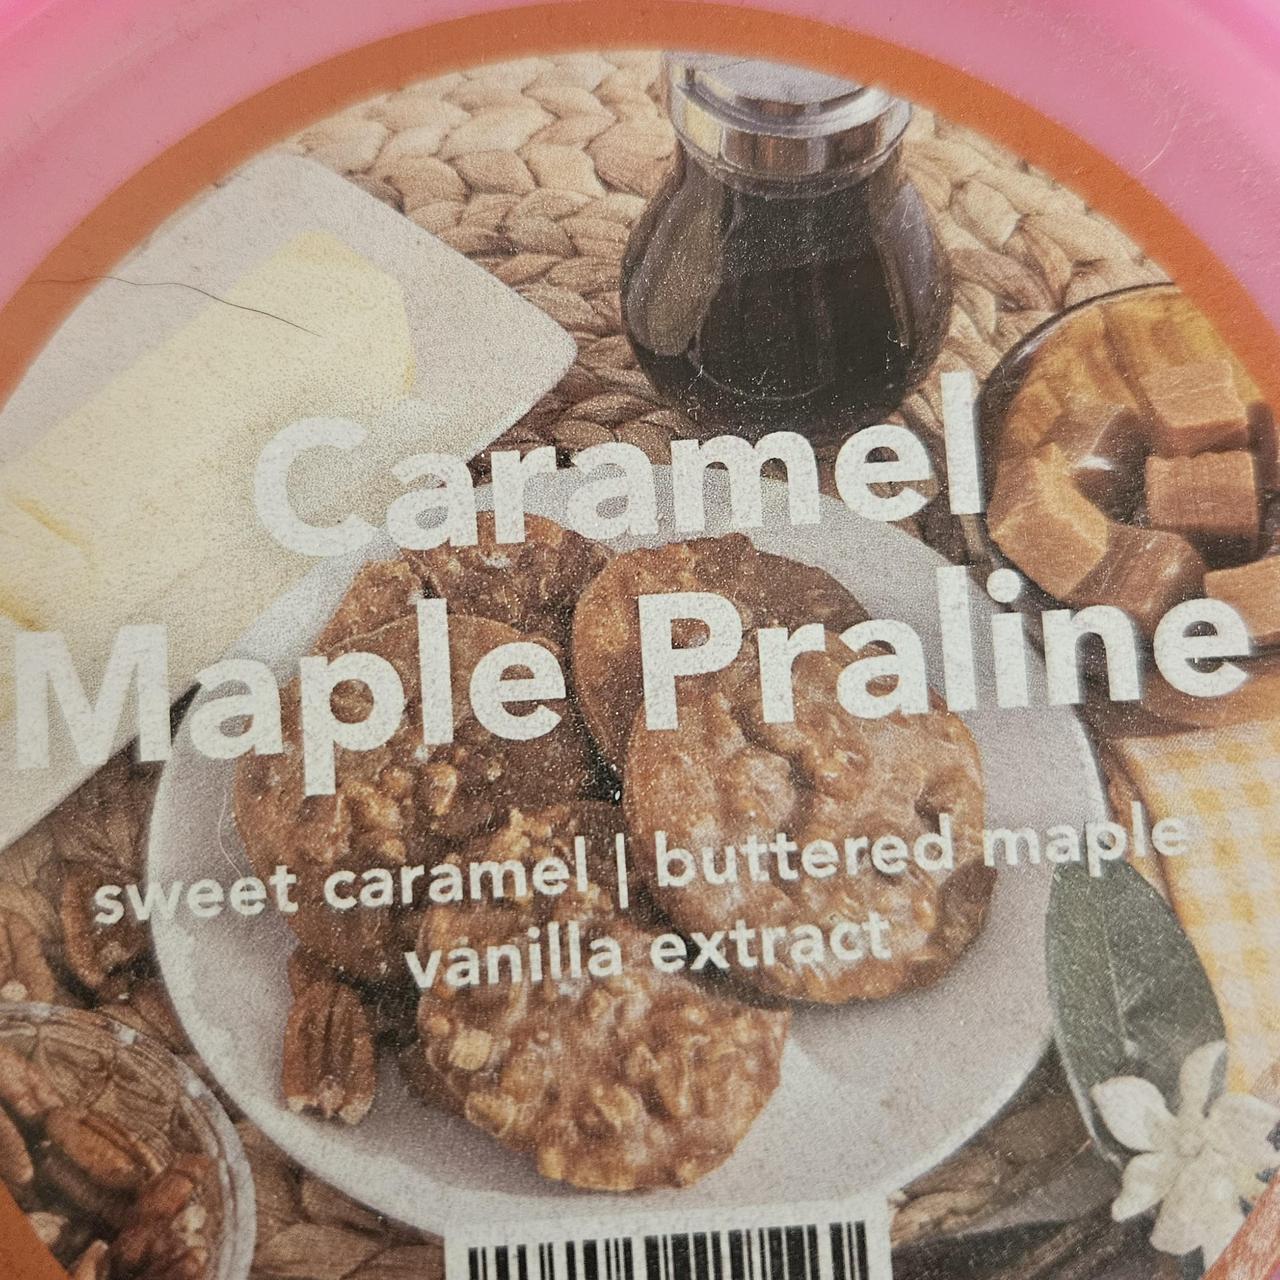 Caramel
Maple Praline
sweet caramel | buttered maple
vanilla extract